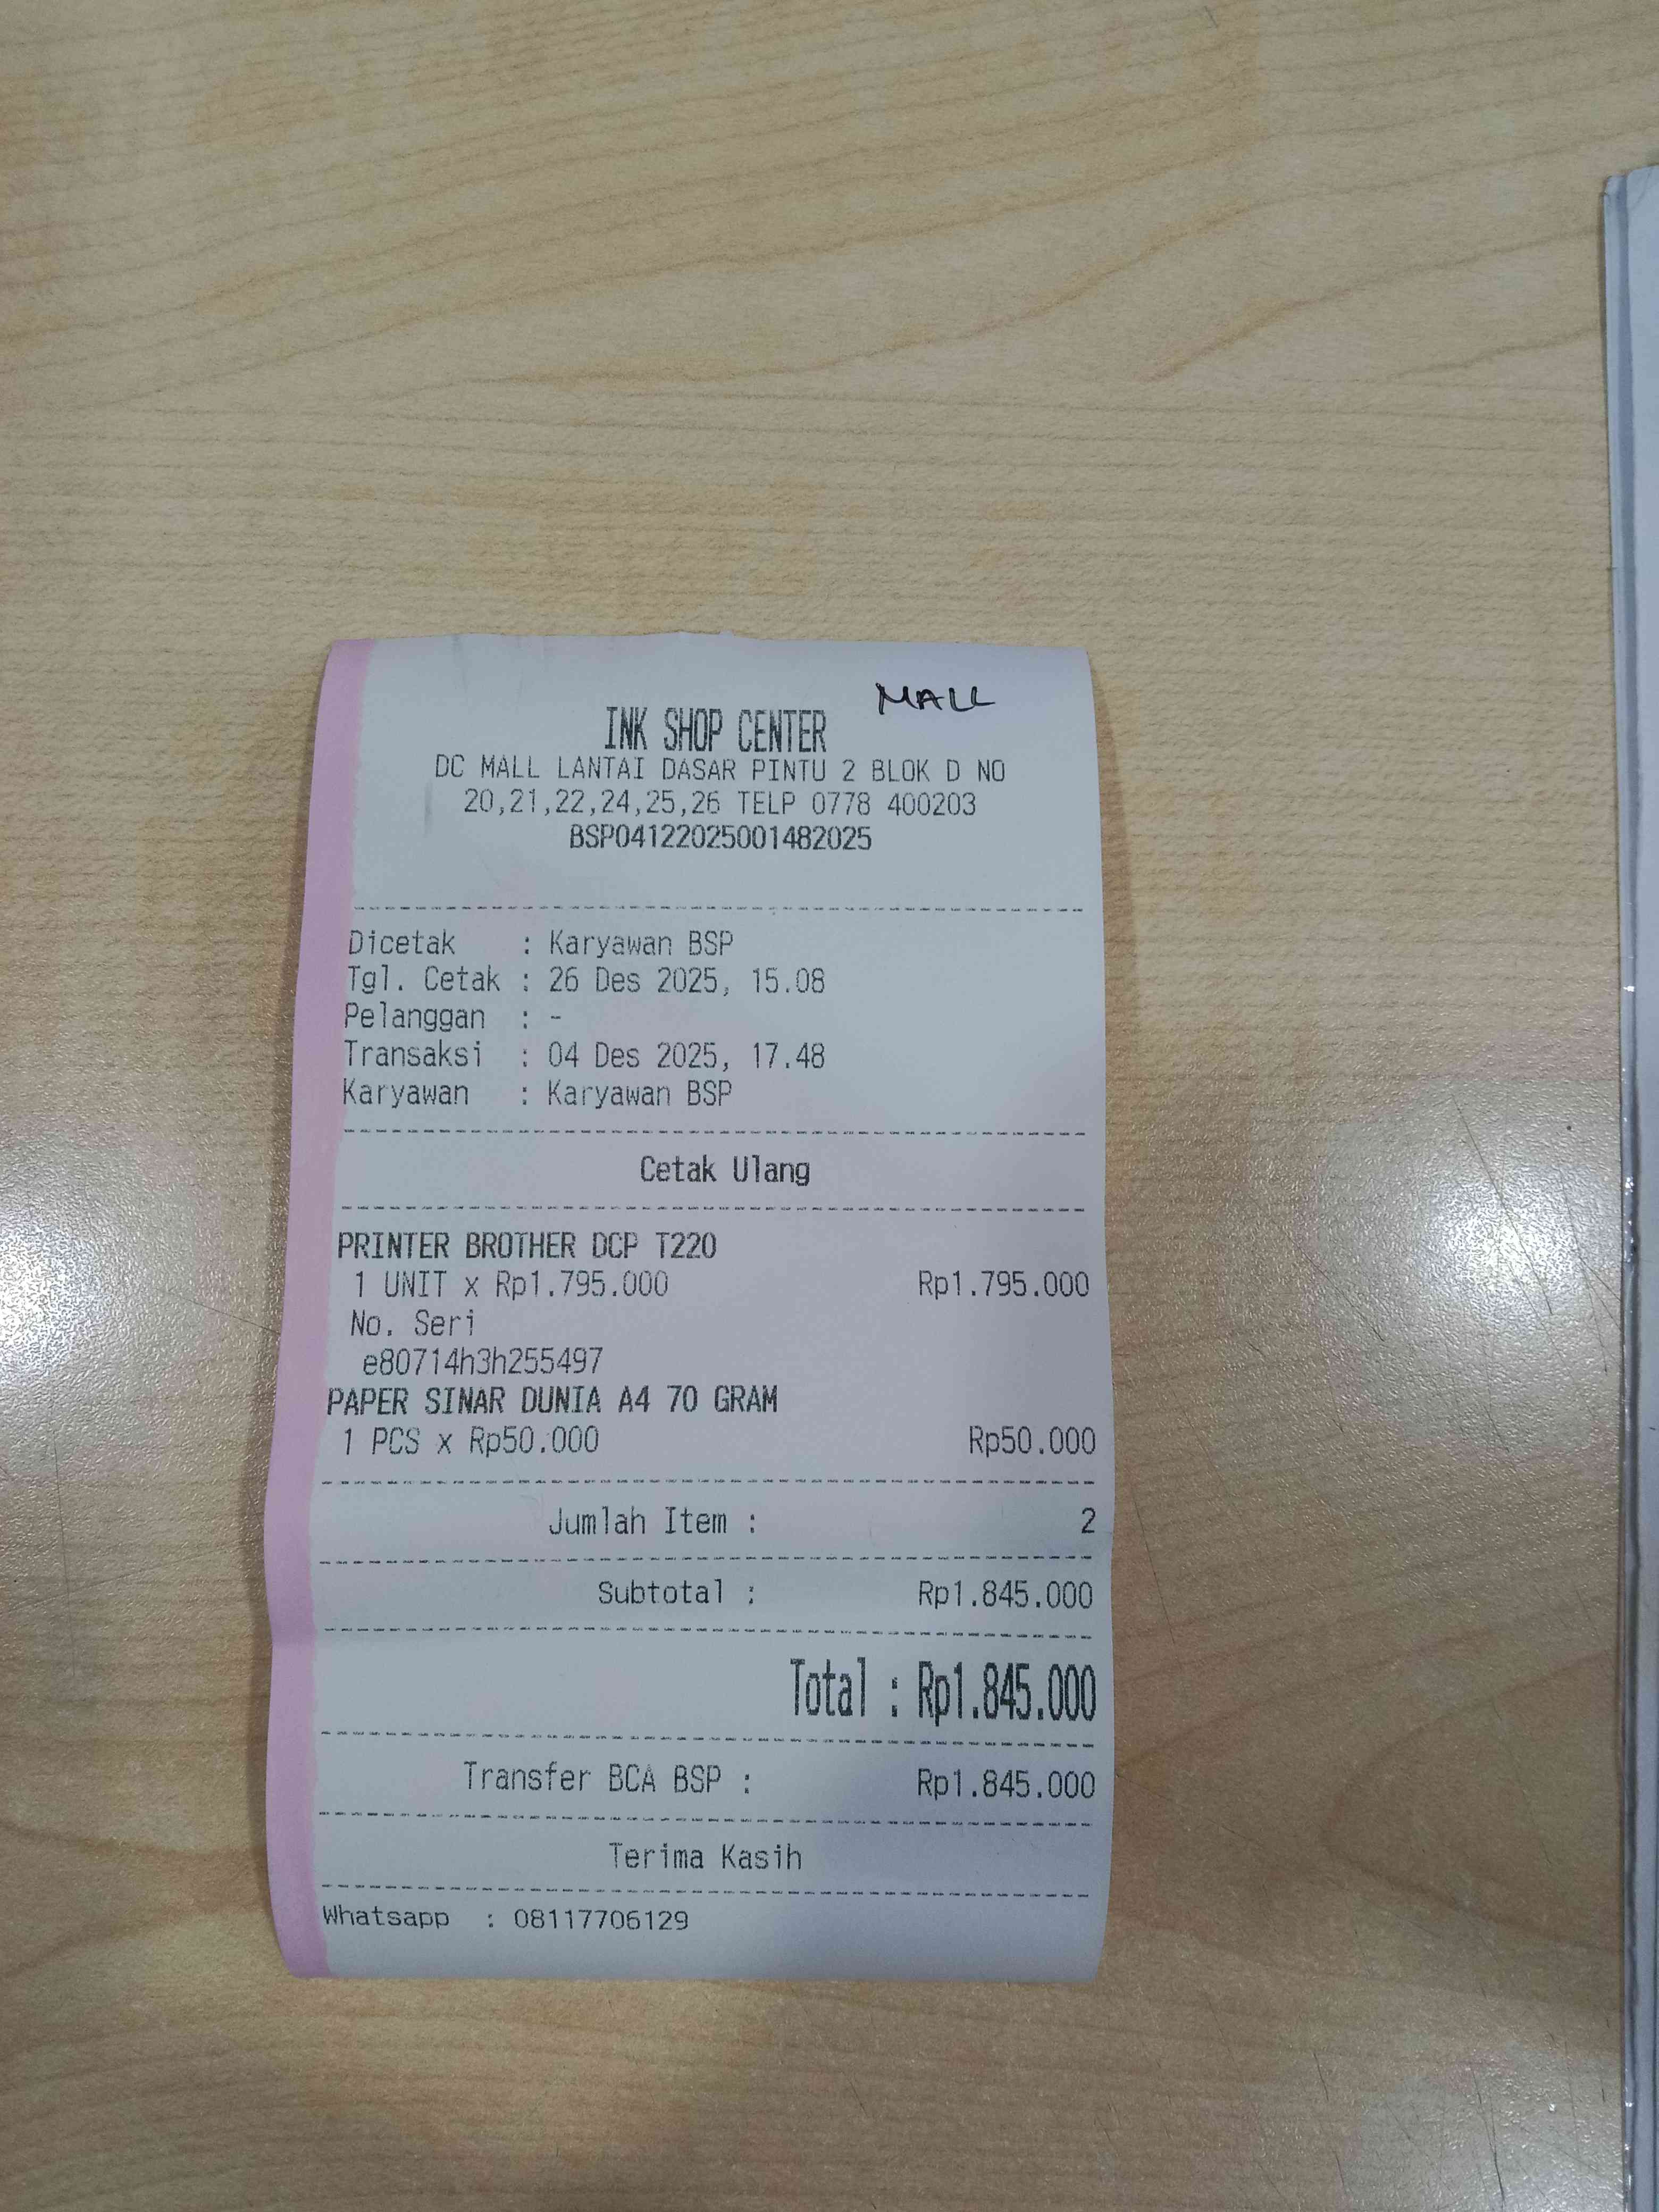 MALL
INK SHOP CENTER
DC MALL LANTAI DASAR PINTU 2 BLOK D NO
20,21,22,24,25,26 TELP 0778 400203
BSP04122025001482025
Dicetak : Karyawan BSP
Tgl. Cetak : 26 Des 2025, 15.08
Pelanggan : -
Transaksi : 04 Des 2025, 17.48
Karyawan : Karyawan BSP
Cetak Ulang
PRINTER BROTHER DCP T220
1 UNIT x Rp1.795.000 Rp1.795.000
No. Seri
e80714h3h255497
PAPER SINAR DUNIA A4 70 GRAM
1 PCS x Rp50.000 Rp50.000
Jumlah Item : 2
Subtotal : Rp1.845.000
Total : Rp1.845.000
Transfer BCA BSP : Rp1.845.000
Terima Kasih
Whatsapp : 08117706129